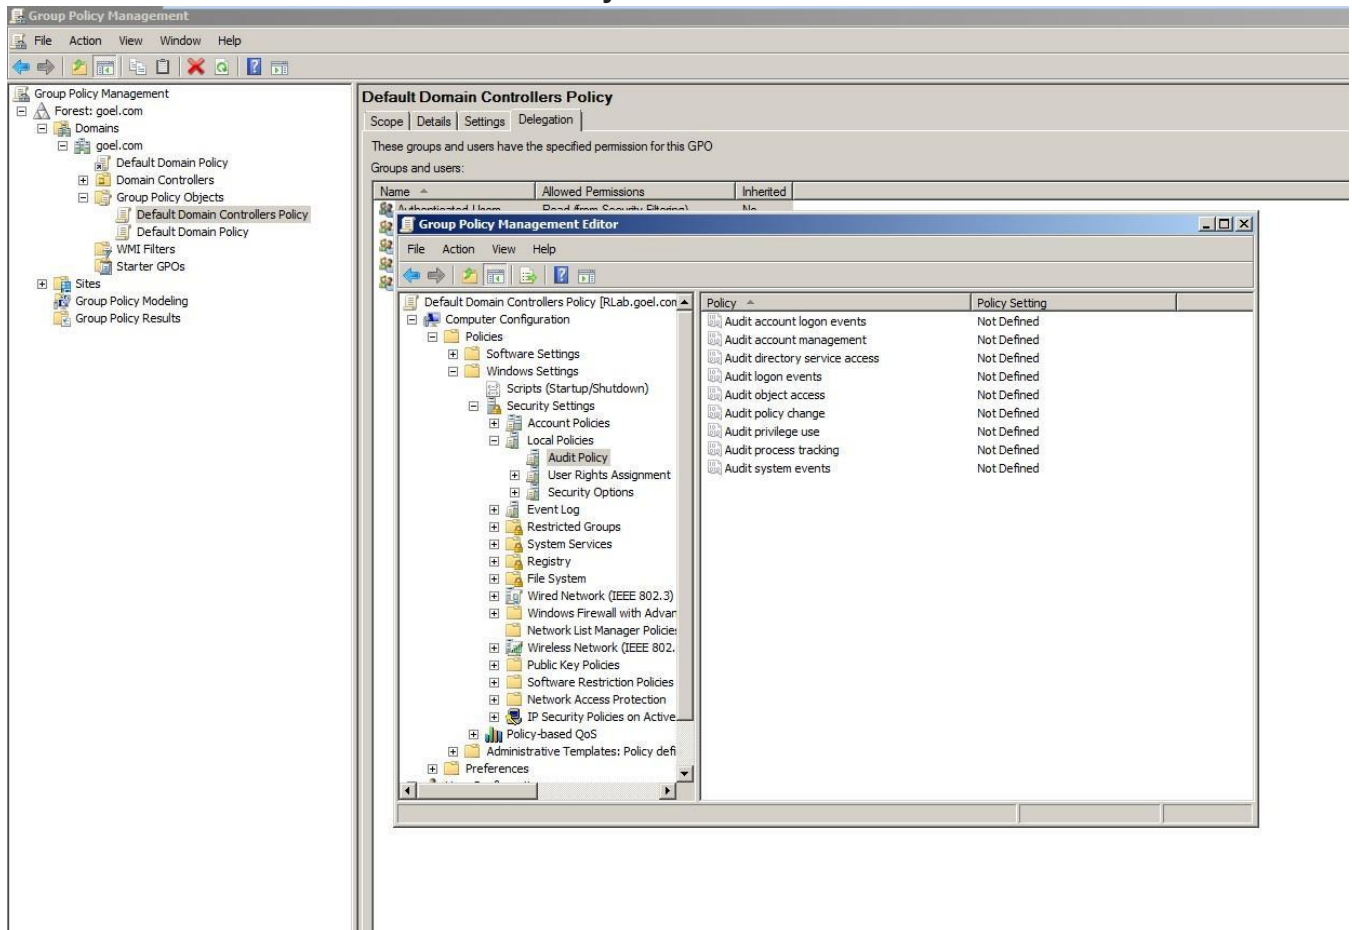 Group Policy Management
File Action View Window Help
Group Policy Management
Forest: goel.com
Domains
goel.com
Default Domain Policy
Domain Controllers
Group Policy Objects
Default Domain Controllers Policy
Default Domain Policy
WMI Filters
Starter GPOs
Sites
Group Policy Modeling
Group Policy Results
Default Domain Controllers Policy
Scope Details Settings Delegation
These groups and users have the specified permission for this GPO
Groups and users:
Name Allowed Permissions Inherited
Authenticated Users Read (from Security Filtering) No
Group Policy Management Editor
File Action View Help
Default Domain Controllers Policy [RLab.goel.con
Computer Configuration
Policies
Software Settings
Windows Settings
Scripts (Startup/Shutdown)
Security Settings
Account Policies
Local Policies
Audit Policy
User Rights Assignment
Security Options
Event Log
Restricted Groups
System Services
Registry
File System
Wired Network (IEEE 802.3)
Windows Firewall with Advan
Network List Manager Policies
Wireless Network (IEEE 802.
Public Key Policies
Software Restriction Policies
Network Access Protection
IP Security Policies on Active
Policy-based QoS
Administrative Templates: Policy defi
Preferences
Policy Policy Setting
Audit account logon events Not Defined
Audit account management Not Defined
Audit directory service access Not Defined
Audit logon events Not Defined
Audit object access Not Defined
Audit policy change Not Defined
Audit privilege use Not Defined
Audit process tracking Not Defined
Audit system events Not Defined